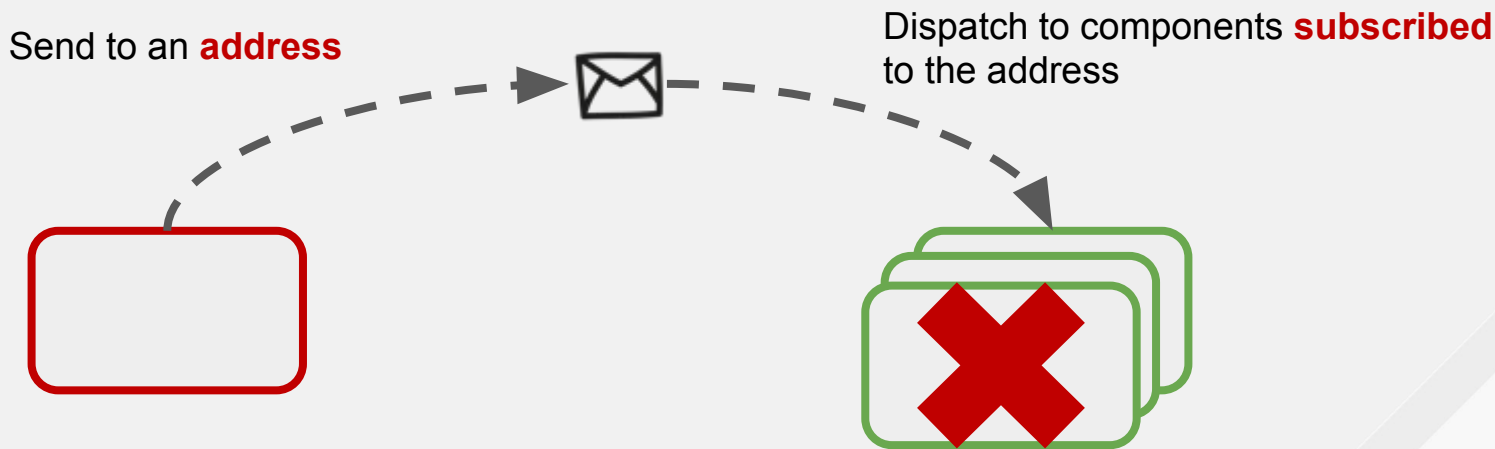 Send to an address
Dispatch to components subscribed
to the address